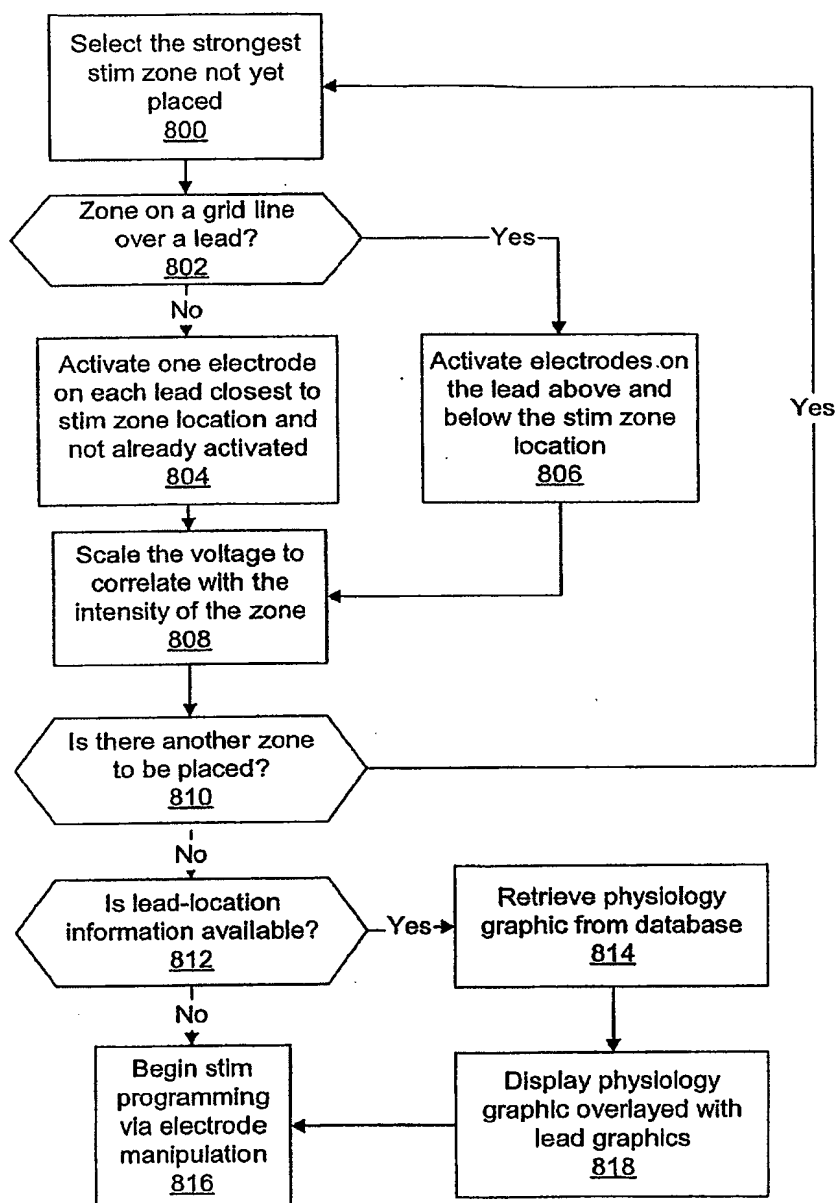 Select the strongest
stim zone not yet
placed
800
Zone on a grid line
over a lead?
802
Yes
No
Activate one electrode
on each lead closest to
stim zone location and
not already activated
804
Activate electrodes on
the lead above and
below the stim zone
location
806
Yes
Scale the voltage to
correlate with the
intensity of the zone
808
Is there another zone
to be placed?
810
No
Is lead-location
information available?
812
Yes
Retrieve physiology
graphic from database
814
No
Begin stim
programming
via electrode
manipulation
816
Display physiology
graphic overlayed with
lead graphics
818